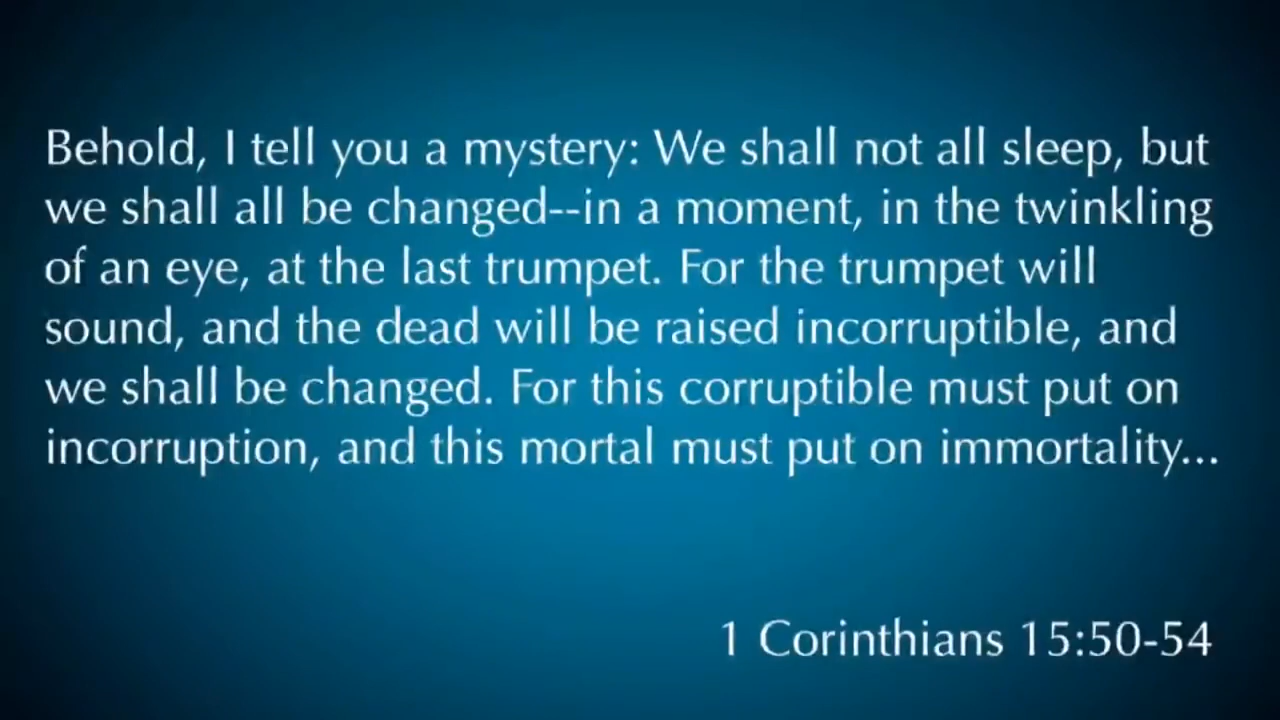 Behold, I tell you a mystery: We shall not all sleep, but
we shall all be changed--in a moment, in the twinkling
of an eye, at the last trumpet. For the trumpet will
sound, and the dead will be raised incorruptible, and
we shall be changed. For this corruptible must put on
incorruption, and this mortal must put on immortality...
1 Corinthians 15:50-54